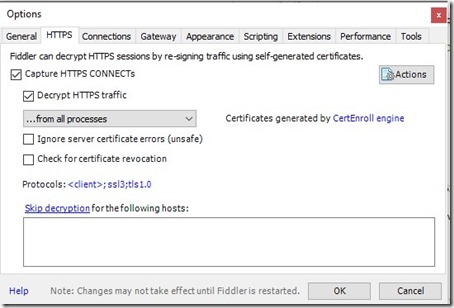 Options
General HTTPS Connections Gateway Appearance Scripting Extensions Performance Tools
Fiddler can decrypt HTTPS sessions by re-signing traffic using self-generated certificates.
Capture HTTPS CONNECTs
Actions
Decrypt HTTPS traffic
...from all processes
Certificates generated by CertEnroll engine
Ignore server certificate errors (unsafe)
Check for certificate revocation
Protocols: <client>;ssl3;tls1.0
Skip decryption for the following hosts:
Help Note: Changes may not take effect until Fiddler is restarted. OK Cancel